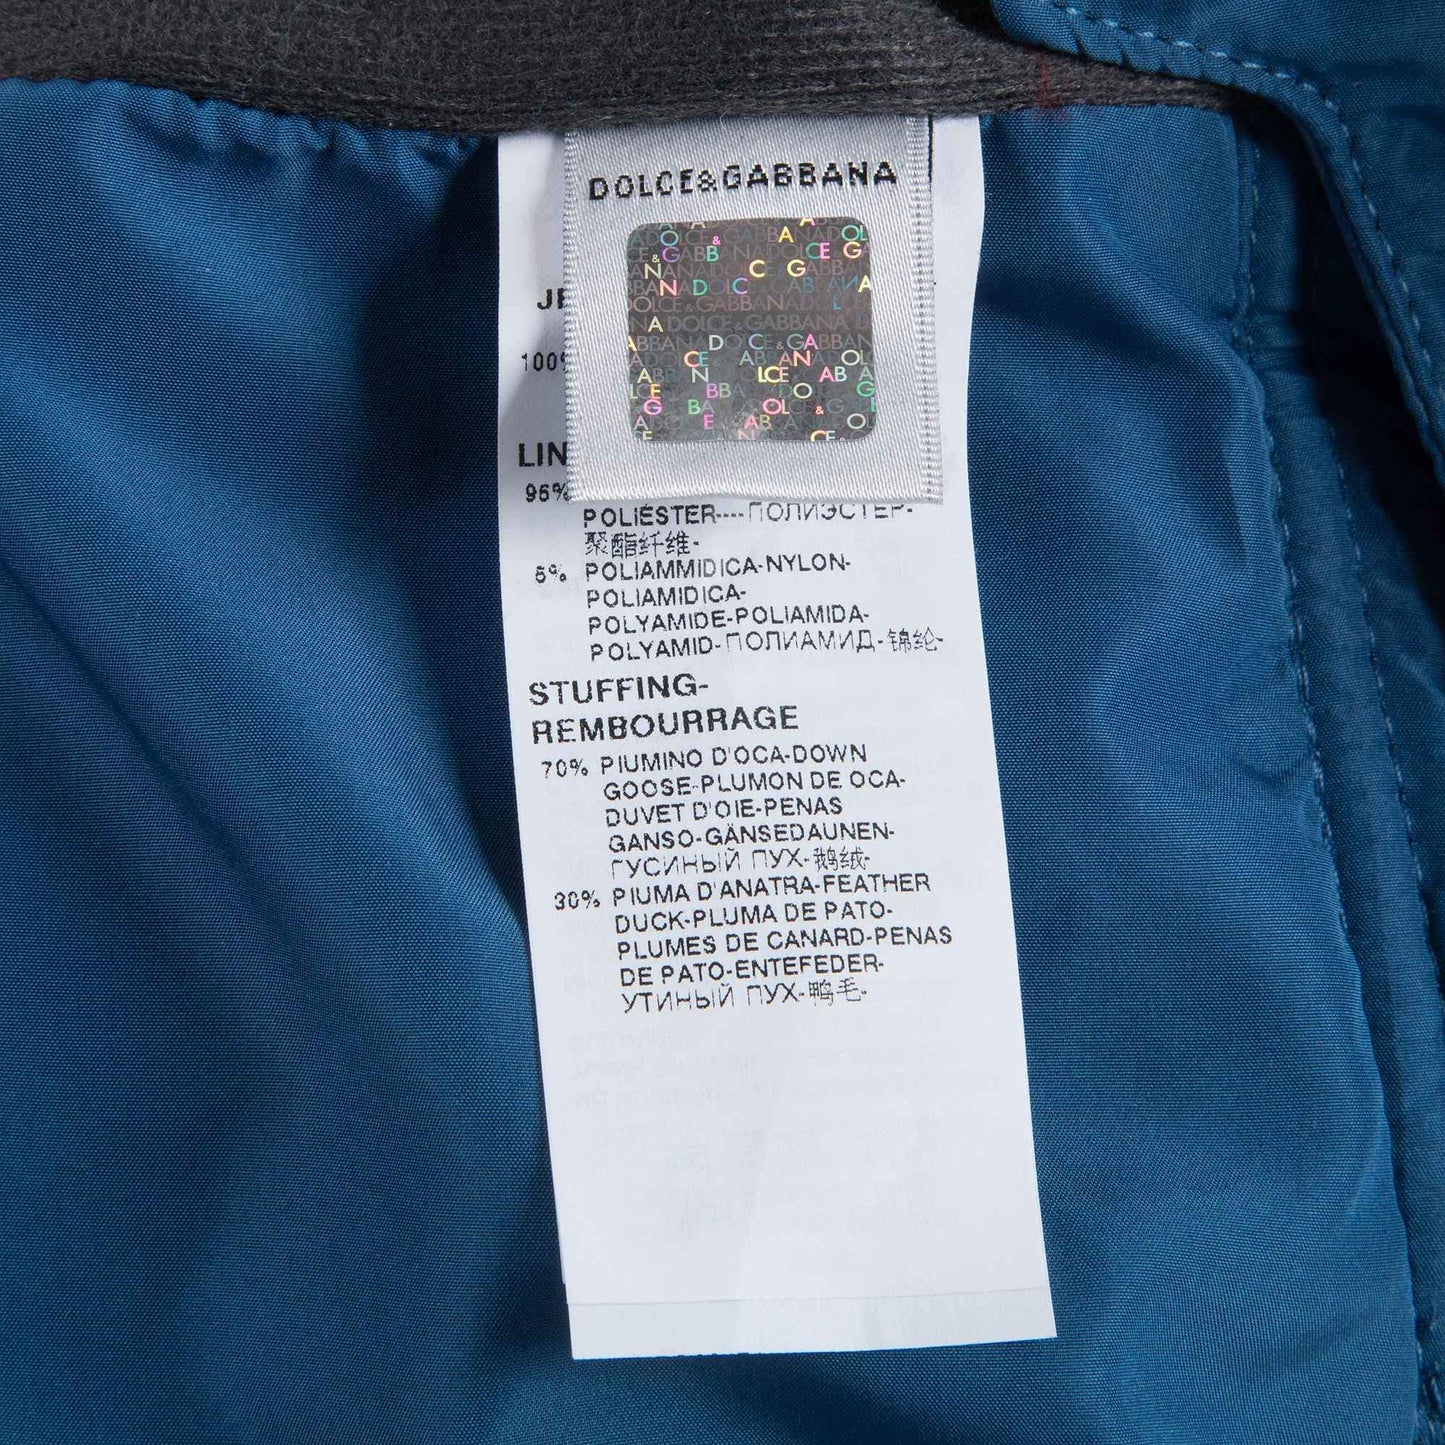 DOLCE&GABBANA
100%
LIN
POLIÉSTER----ПОЛИЭСТЕР-
聚酯纤维-
5% POLIAMMIDICA-NYLON-
POLIAMIDICA-
POLYAMIDE-POLIAMIDA-
POLYAMID-ПОЛИАМИД-锦纶-
STUFFING-
REMBOURRAGE
70% PIUMINO D'OCA-DOWN
GOOSE-PLUMON DE OCA-
DUVET D'OIE-PENAS
GANSO-GÄNSEDAUNEN-
ГУСИНЫЙ ПУХ-鹅绒-
30% PIUMA D'ANATRA-FEATHER
DUCK-PLUMA DE PATO-
PLUMES DE CANARD-PENAS
DE PATO-ENTEFEDER-
УТИНЫЙ ПУХ-鸭毛-